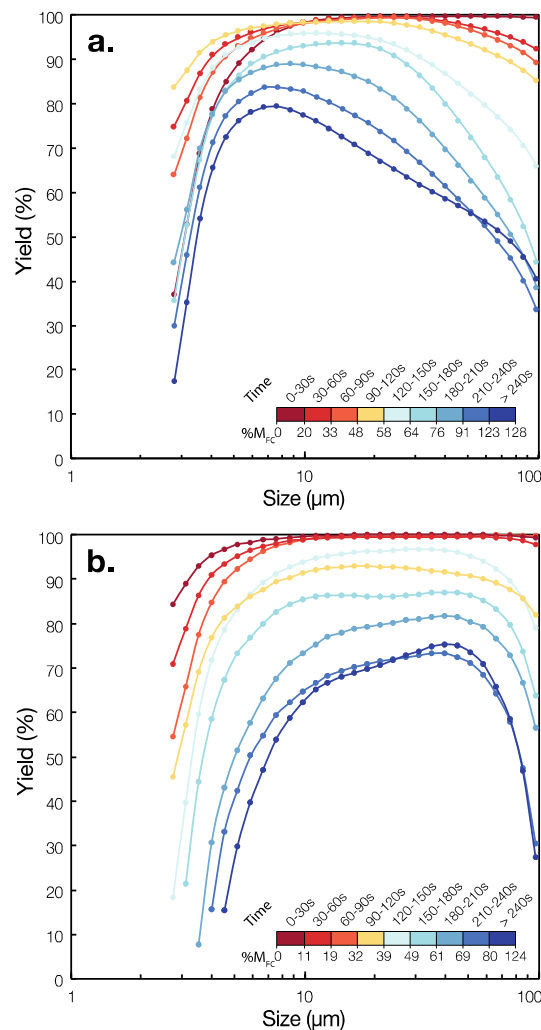 a.
Yield (%)
100
90
80
70
60
50
40
30
20
10
0
Time
0-30s
30-60s
60-90s
90-120s
120-150s
150-180s
180-210s
210-240s
> 240s
%M_FC
0 20 33 48 58 64 76 91 123 128
1 10 100
Size (µm)
b.
Yield (%)
100
90
80
70
60
50
40
30
20
10
0
Time
0-30s
30-60s
60-90s
90-120s
120-150s
150-180s
180-210s
210-240s
> 240s
%M_FC
0 11 19 32 39 49 61 69 80 124
1 10 100
Size (µm)